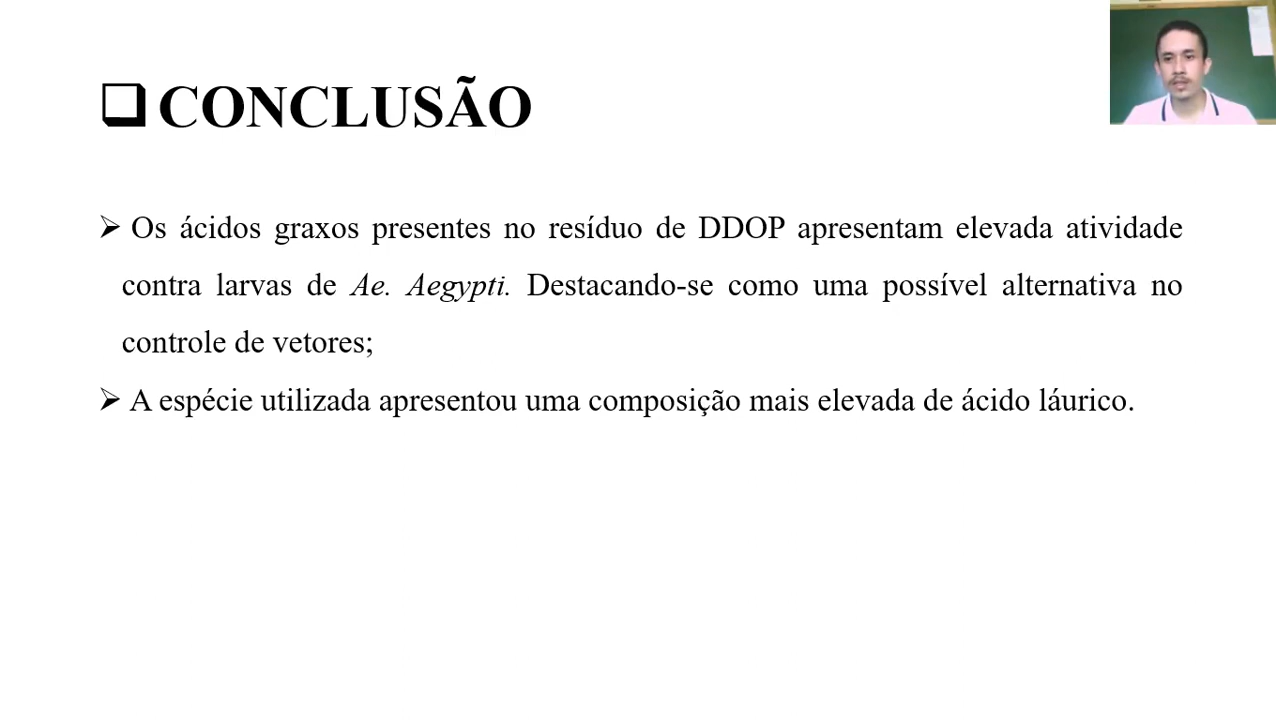 CONCLUSÃO
Os ácidos graxos presentes no resíduo de DDOP apresentam elevada atividade
contra larvas de Ae. Aegypti. Destacando-se como uma possível alternativa no
controle de vetores;
A espécie utilizada apresentou uma composição mais elevada de ácido láurico.